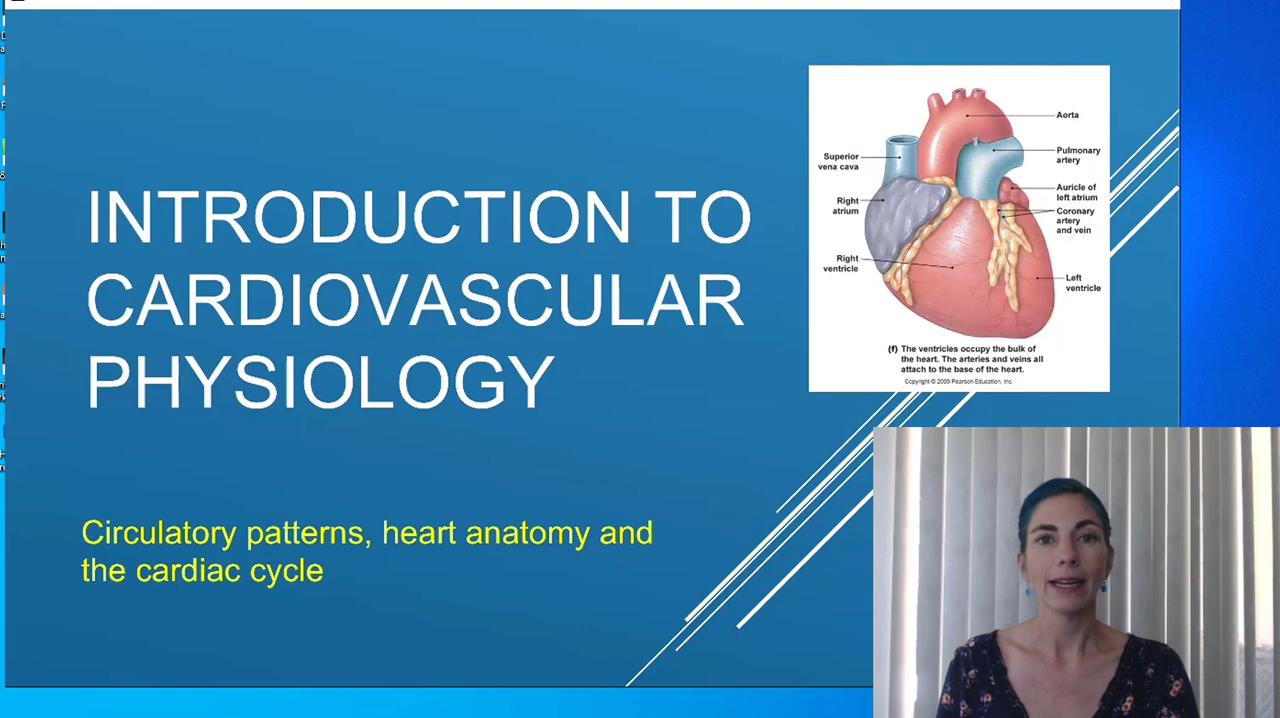 INTRODUCTION TO
CARDIOVASCULAR
PHYSIOLOGY
Circulatory patterns, heart anatomy and
the cardiac cycle
Superior
vena cava
Right
atrium
Right
ventricle
Aorta
Pulmonary
artery
Auricle of
left atrium
Coronary
artery
and vein
Left
ventricle
(f) The ventricles occupy the bulk of
the heart. The arteries and veins all
attach to the base of the heart.
Copyright © 2009 Pearson Education, Inc.